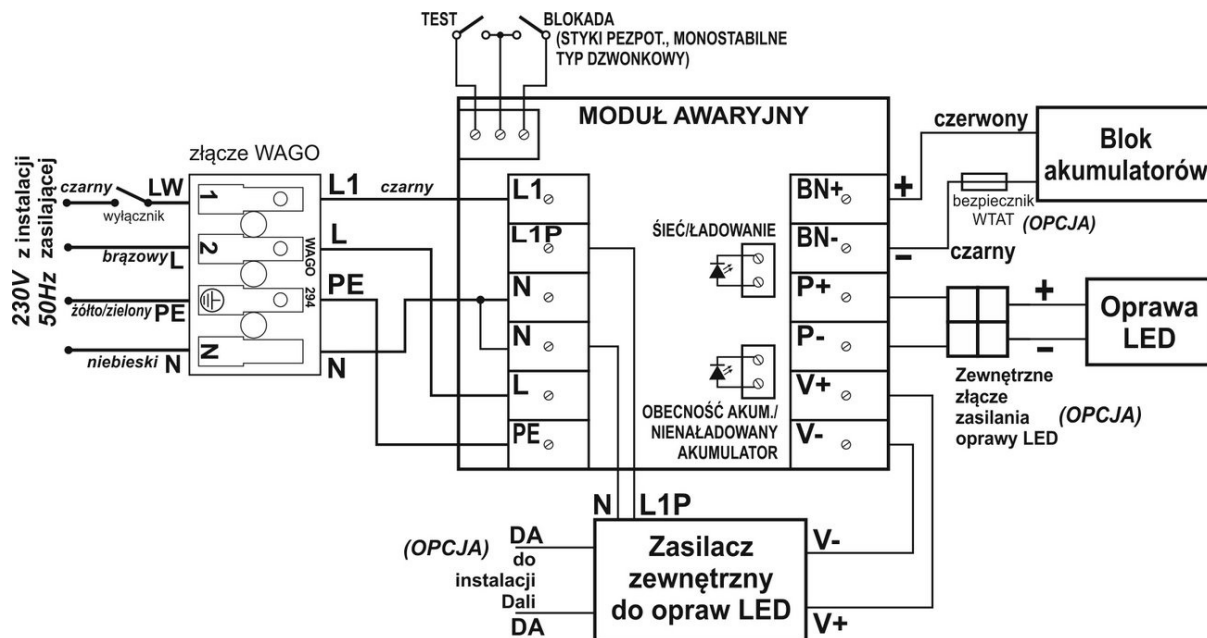 TEST
BLOKADA
(STYKI PEZPOT., MONOSTABILNE
TYP DZWONKOWY)
MODUŁ AWARYJNY
230V z instalacji
50Hz zasilającej
złącze WAGO
czarny
LW
wyłącznik
brązowy L
żółto/zielony PE
niebieski N
1
2
N
WAGO 294
L1
czarny
L
PE
N
L1
L1P
N
N
L
PE
ŚIEĆ/ŁADOWANIE
OBECNOŚĆ AKUM./
NIENAŁADOWANY
AKUMULATOR
BN+
BN-
P+
P-
V+
V-
czerwony
+
-
czarny
bezpiecznik
WTAT
(OPCJA)
Blok
akumulatorów
+
-
Oprawa
LED
Zewnętrzne
złącze
zasilania
oprawy LED
(OPCJA)
N
L1P
(OPCJA)
DA
do
instalacji
Dali
DA
Zasilacz
zewnętrzny
do opraw LED
V-
V+